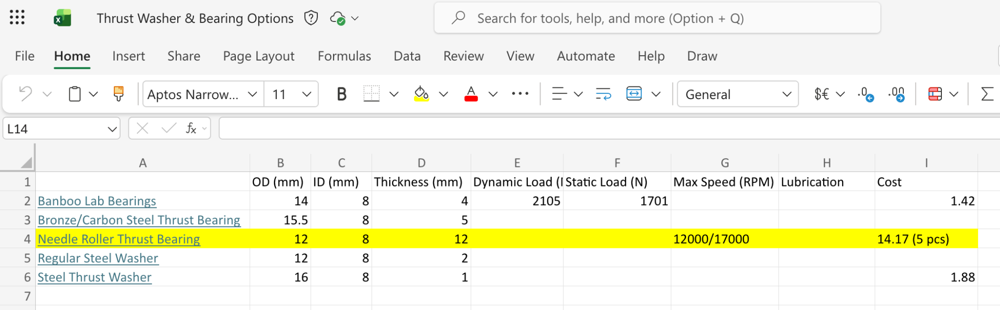 Thrust Washer & Bearing Options
Search for tools, help, and more (Option + Q)
File Home Insert Share Page Layout Formulas Data Review View Automate Help Draw
Aptos Narrow... 11 B A General $€ .0 .00 Σ
L14 fx
A B C D E F G H I
1 OD (mm) ID (mm) Thickness (mm) Dynamic Load ( Static Load (N) Max Speed (RPM) Lubrication Cost
2 Banboo Lab Bearings 14 8 4 2105 1701 1.42
3 Bronze/Carbon Steel Thrust Bearing 15.5 8 5
4 Needle Roller Thrust Bearing 12 8 12 12000/17000 14.17 (5 pcs)
5 Regular Steel Washer 12 8 2
6 Steel Thrust Washer 16 8 1 1.88
7